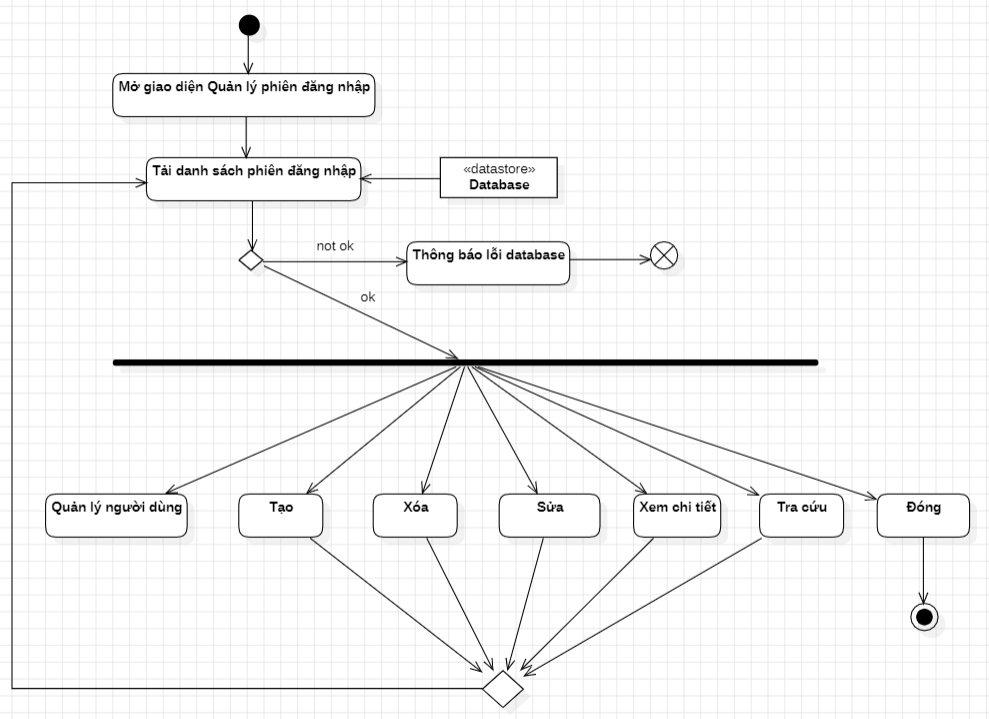 Mở giao diện Quản lý phiên đăng nhập
Tải danh sách phiên đăng nhập
«datastore»
Database
not ok
Thông báo lỗi database
ok
Quản lý người dùng
Tạo
Xóa
Sửa
Xem chi tiết
Tra cứu
Đóng